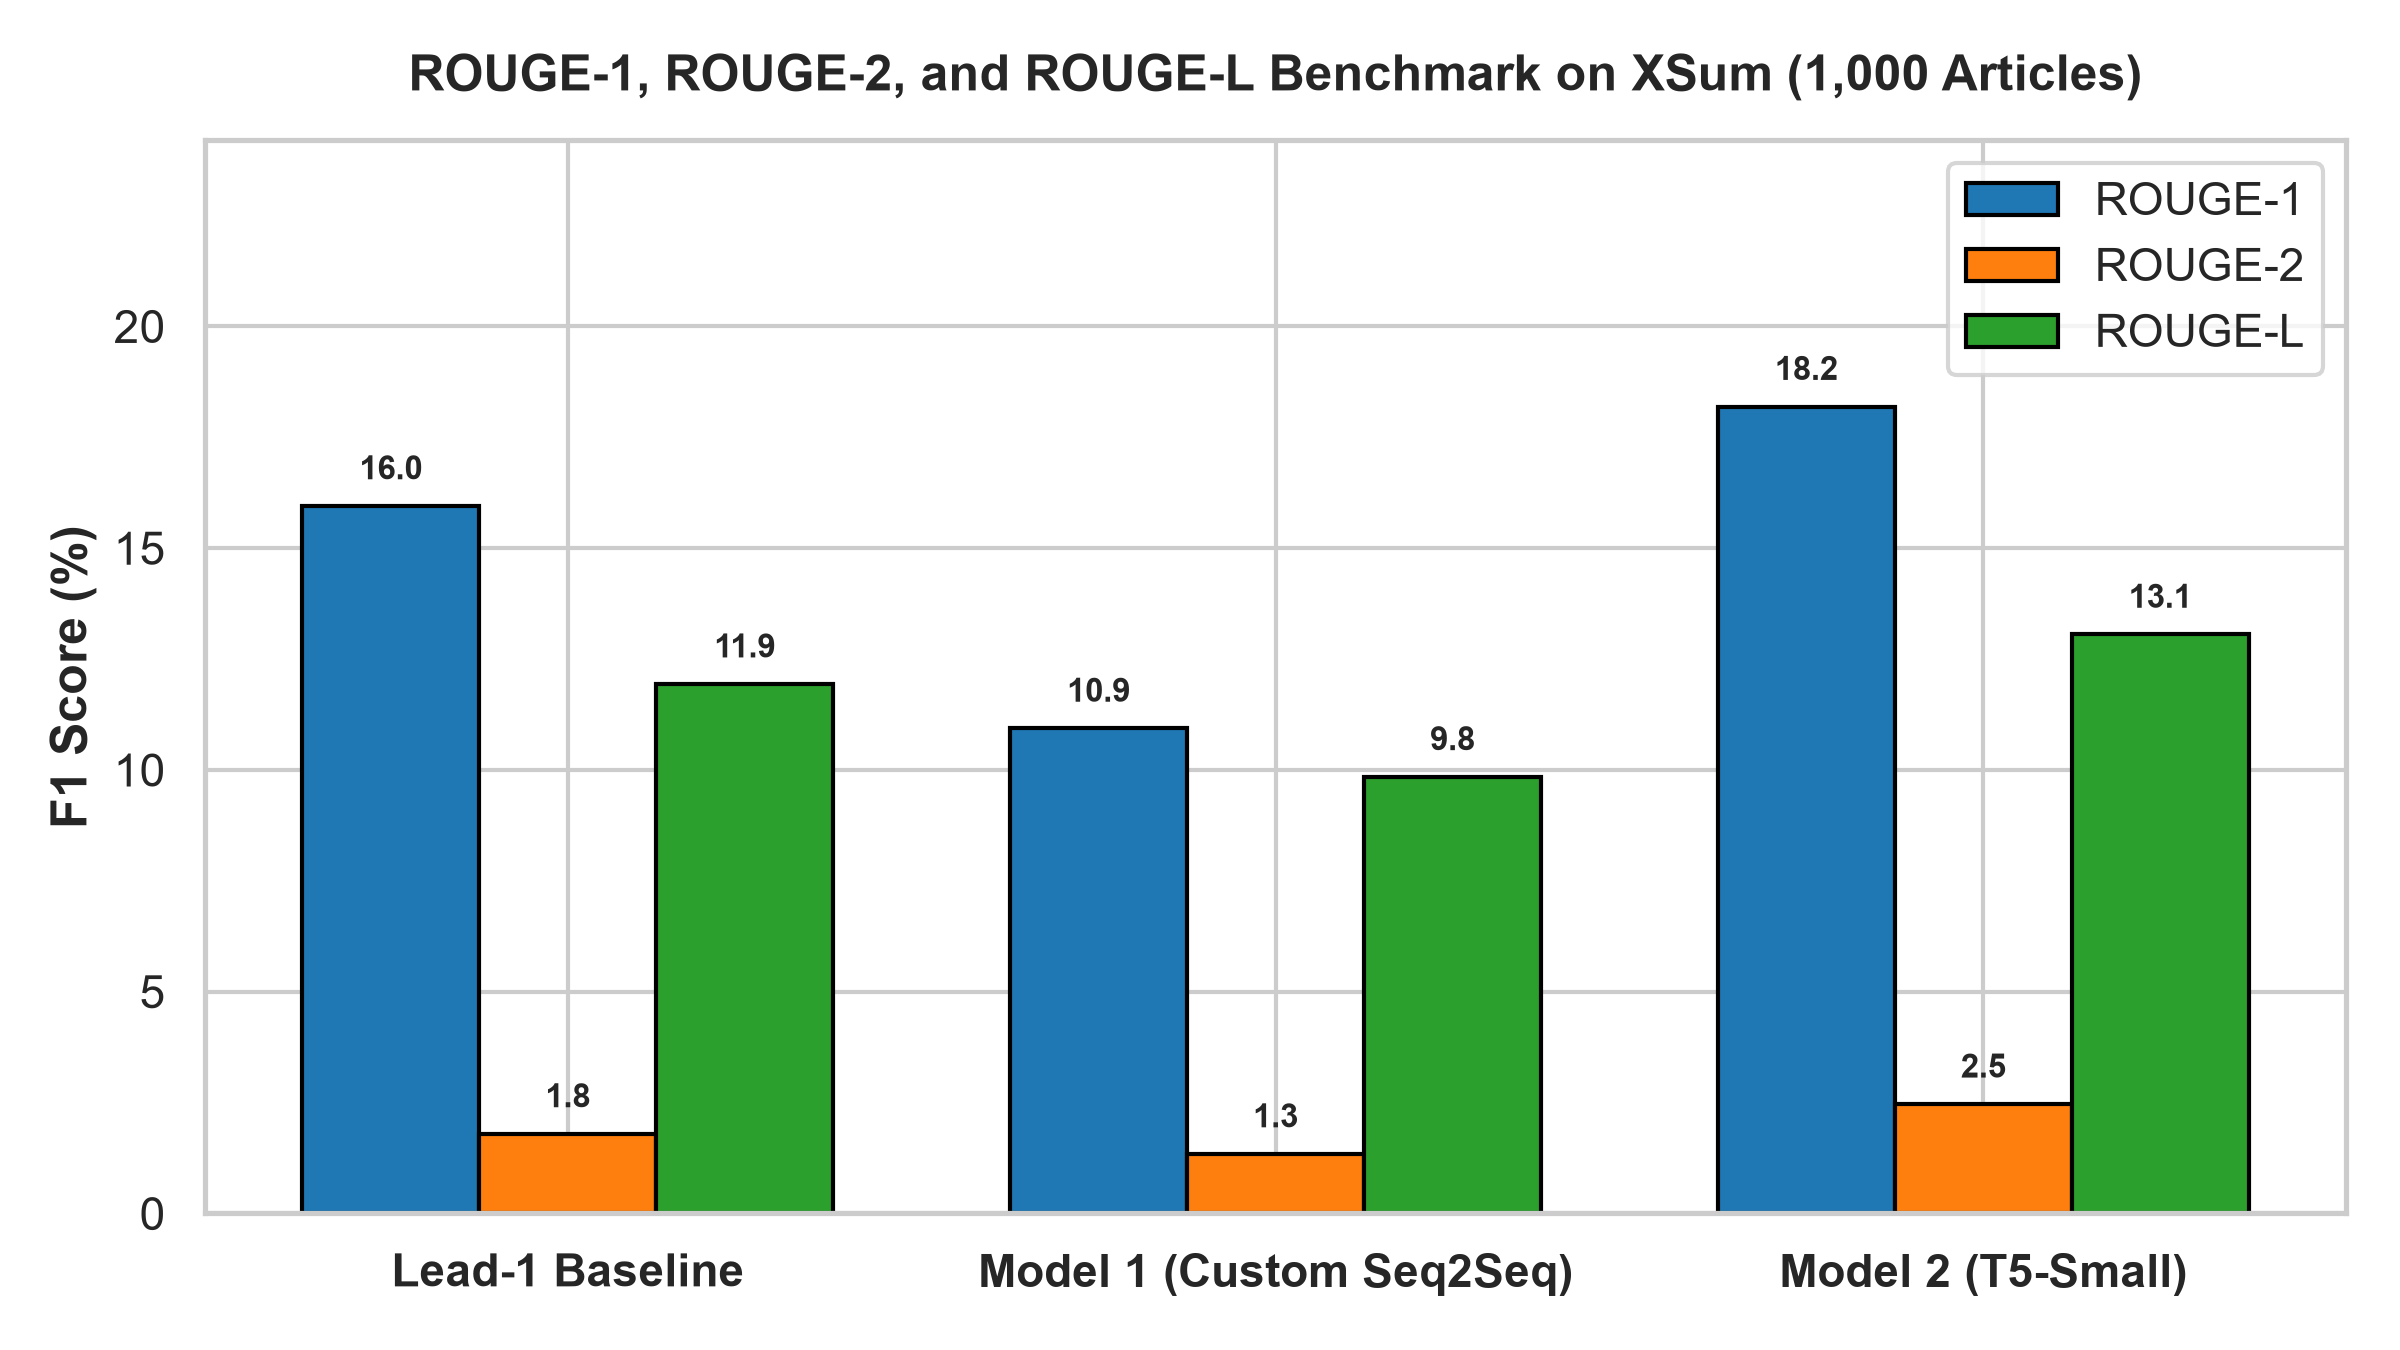 ROUGE-1, ROUGE-2, and ROUGE-L Benchmark on XSum (1,000 Articles)
ROUGE-1
ROUGE-2
ROUGE-L
F1 Score (%)
20
15
10
5
0
16.0
1.8
11.9
10.9
1.3
9.8
18.2
2.5
13.1
Lead-1 Baseline
Model 1 (Custom Seq2Seq)
Model 2 (T5-Small)